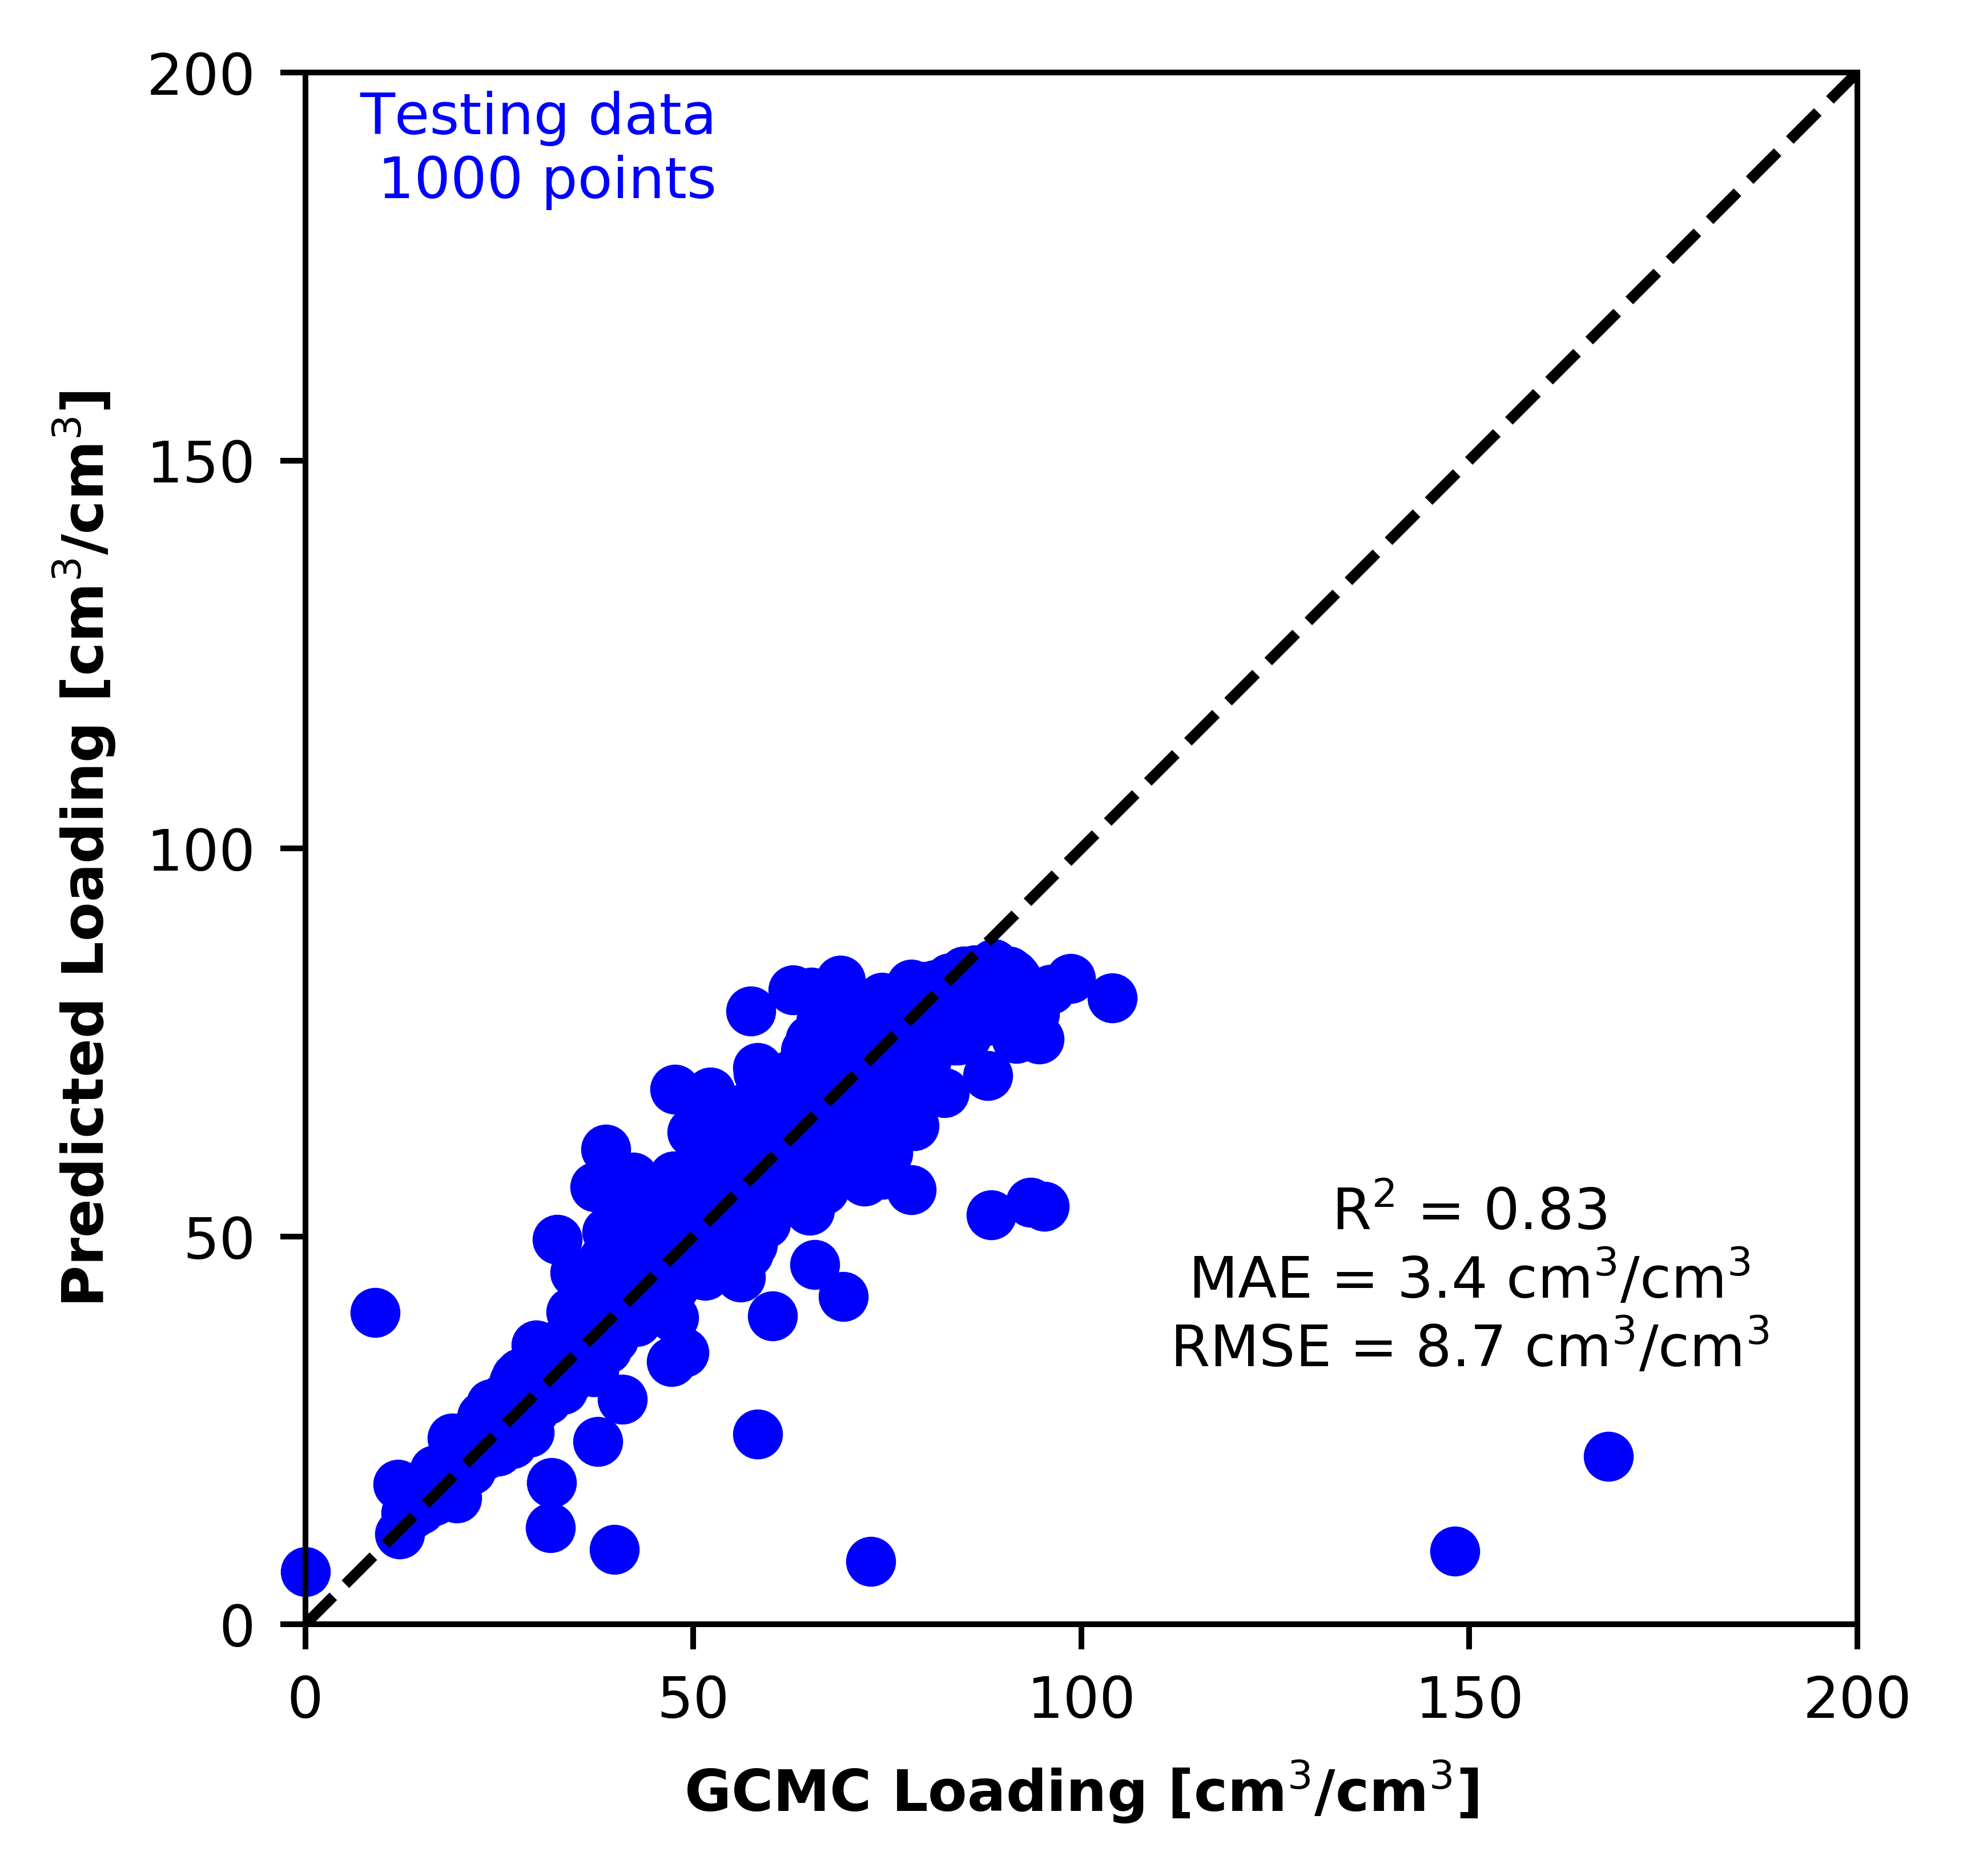 Testing data
1000 points
200
150
100
50
0
Predicted Loading [cm³/cm³]
R² = 0.83
MAE = 3.4 cm³/cm³
RMSE = 8.7 cm³/cm³
0 50 100 150 200
GCMC Loading [cm³/cm³]